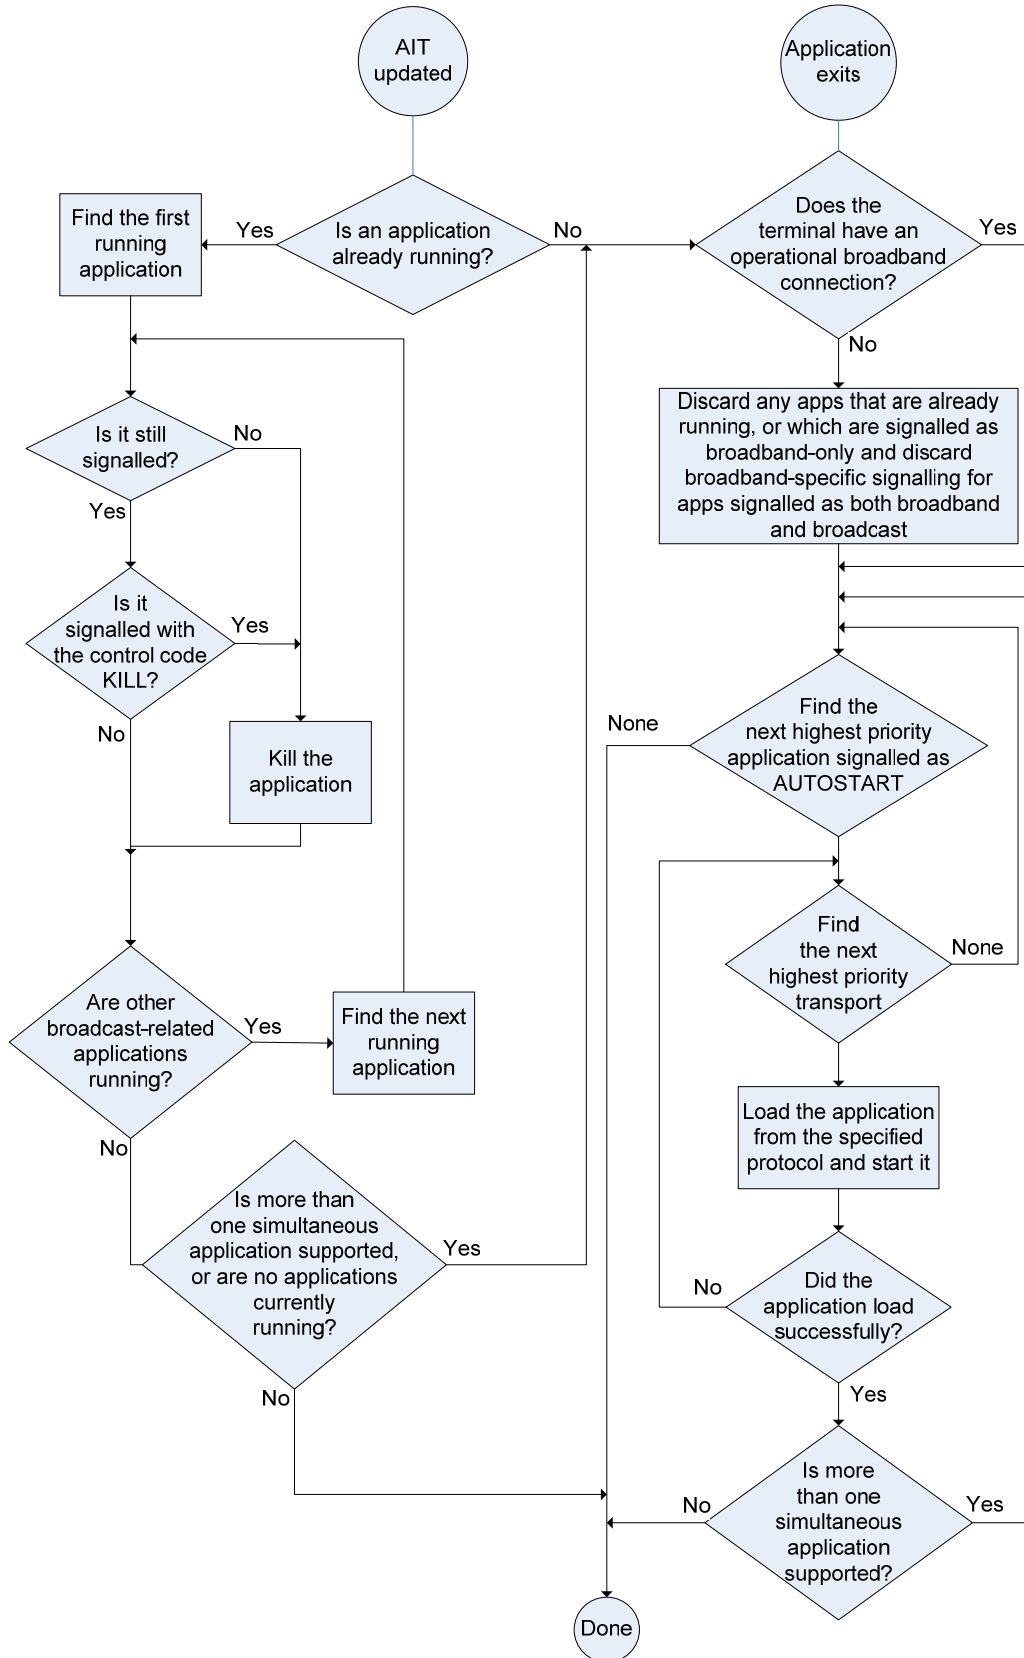 AIT
updated
Application
exits
Find the first
running
application
Yes
Is an application
already running?
No
Does the
terminal have an
operational broadband
connection?
Yes
No
Discard any apps that are already
running, or which are signalled as
broadband-only and discard
broadband-specific signalling for
apps signalled as both broadband
and broadcast
Is it still
signalled?
No
Yes
Is it
signalled with
the control code
KILL?
Yes
No
Kill the
application
None
Find the
next highest priority
application signalled as
AUTOSTART
Find
the next
highest priority
transport
None
Are other
broadcast-related
applications
running?
Yes
Find the next
running
application
No
Load the application
from the specified
protocol and start it
Is more than
one simultaneous
application supported,
or are no applications
currently
running?
Yes
No
No
Did the
application load
successfully?
Yes
Is more
than one
simultaneous
application
supported?
No
Yes
Done